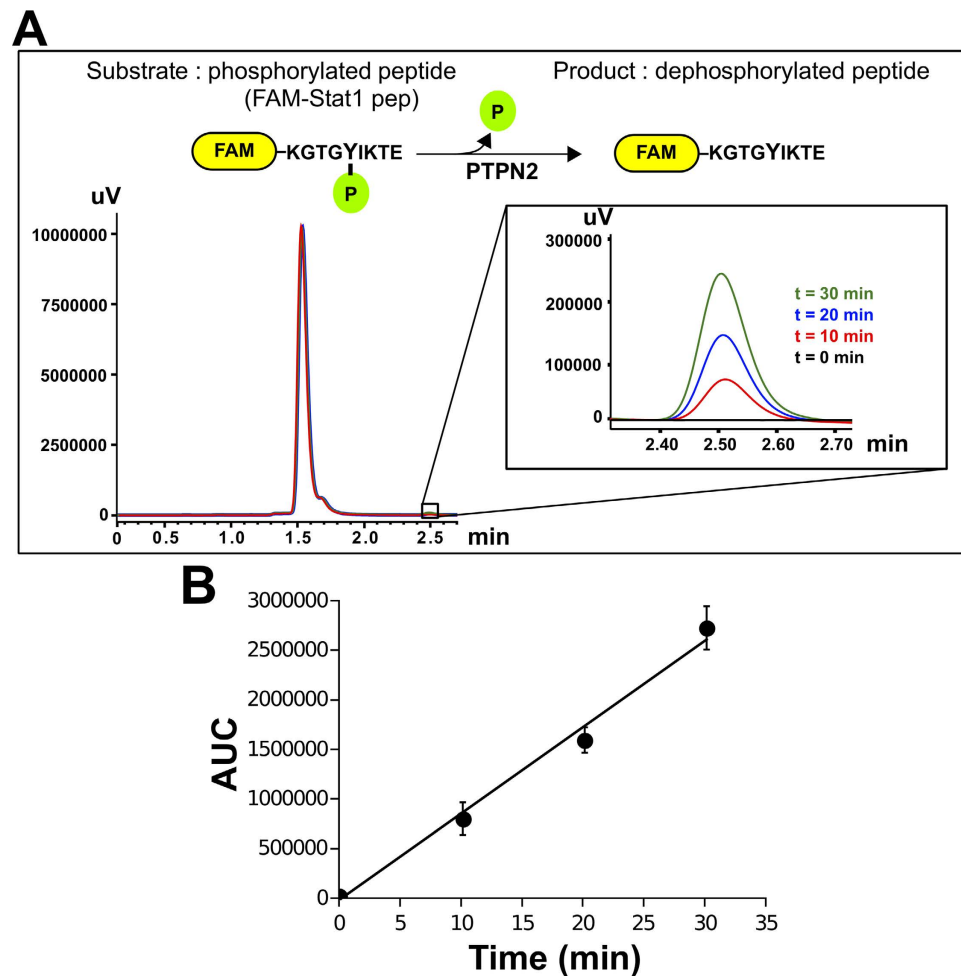 A
Substrate : phosphorylated peptide
(FAM-Stat1 pep)
Product : dephosphorylated peptide
FAM -KGTGYIKTE
P
P
PTPN2
FAM -KGTGYIKTE
uV
10000000
7500000
5000000
2500000
0
0 0.5 1.0 1.5 2.0 2.5 min
uV
300000
200000
100000
0
t = 30 min
t = 20 min
t = 10 min
t = 0 min
2.40 2.50 2.60 2.70 min
B
AUC
3000000
2500000
2000000
1500000
1000000
500000
0
0 5 10 15 20 25 30 35
Time (min)